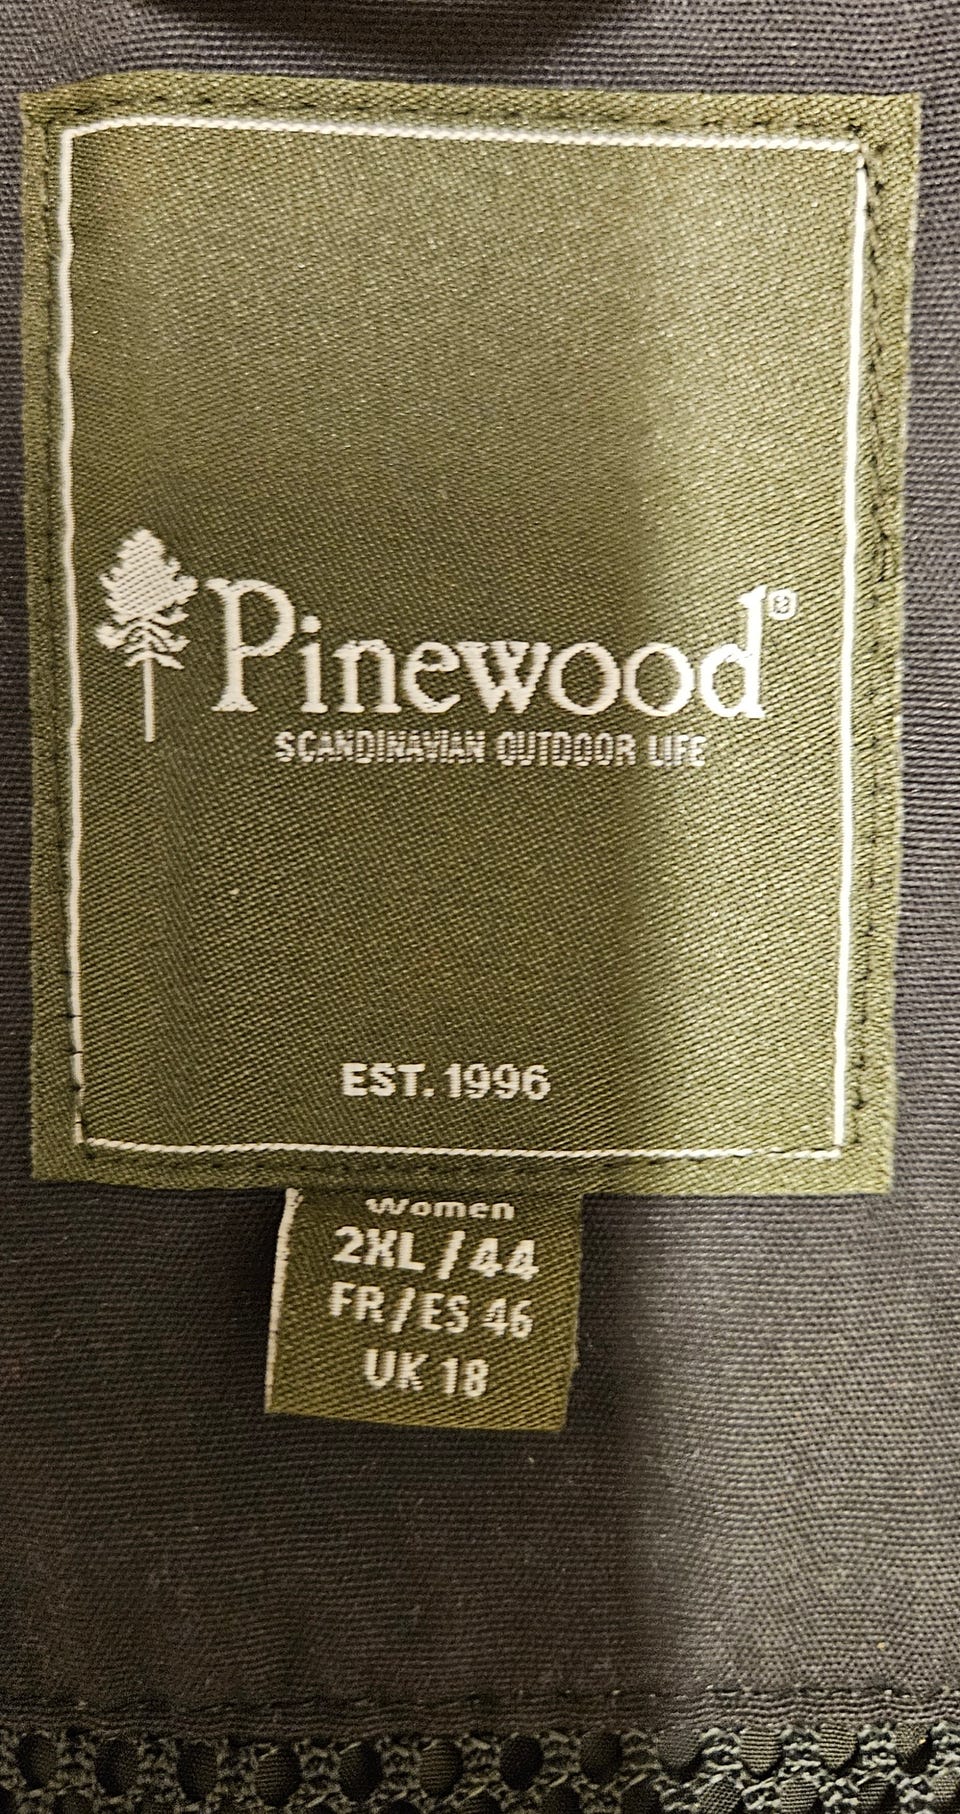 Pinewood®
SCANDINAVIAN OUTDOOR LIFE
EST. 1996
Women
2XL / 44
FR/ES 46
UK 18